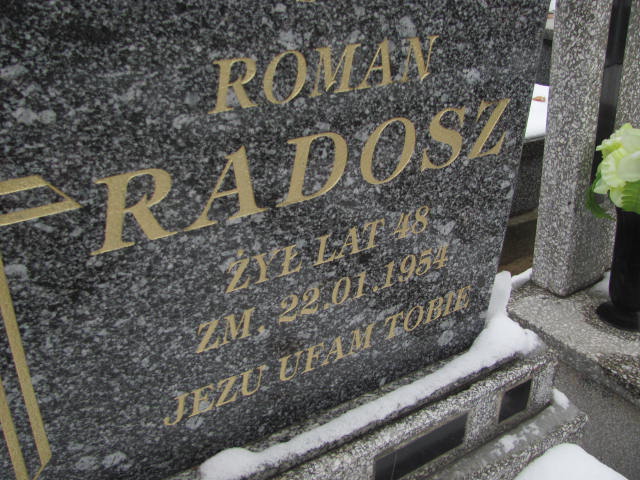 ROMAN
RADOSZ
ŻYŁ LAT 48
ZM. 22.01.1954
JEZU UFAM TOBIE